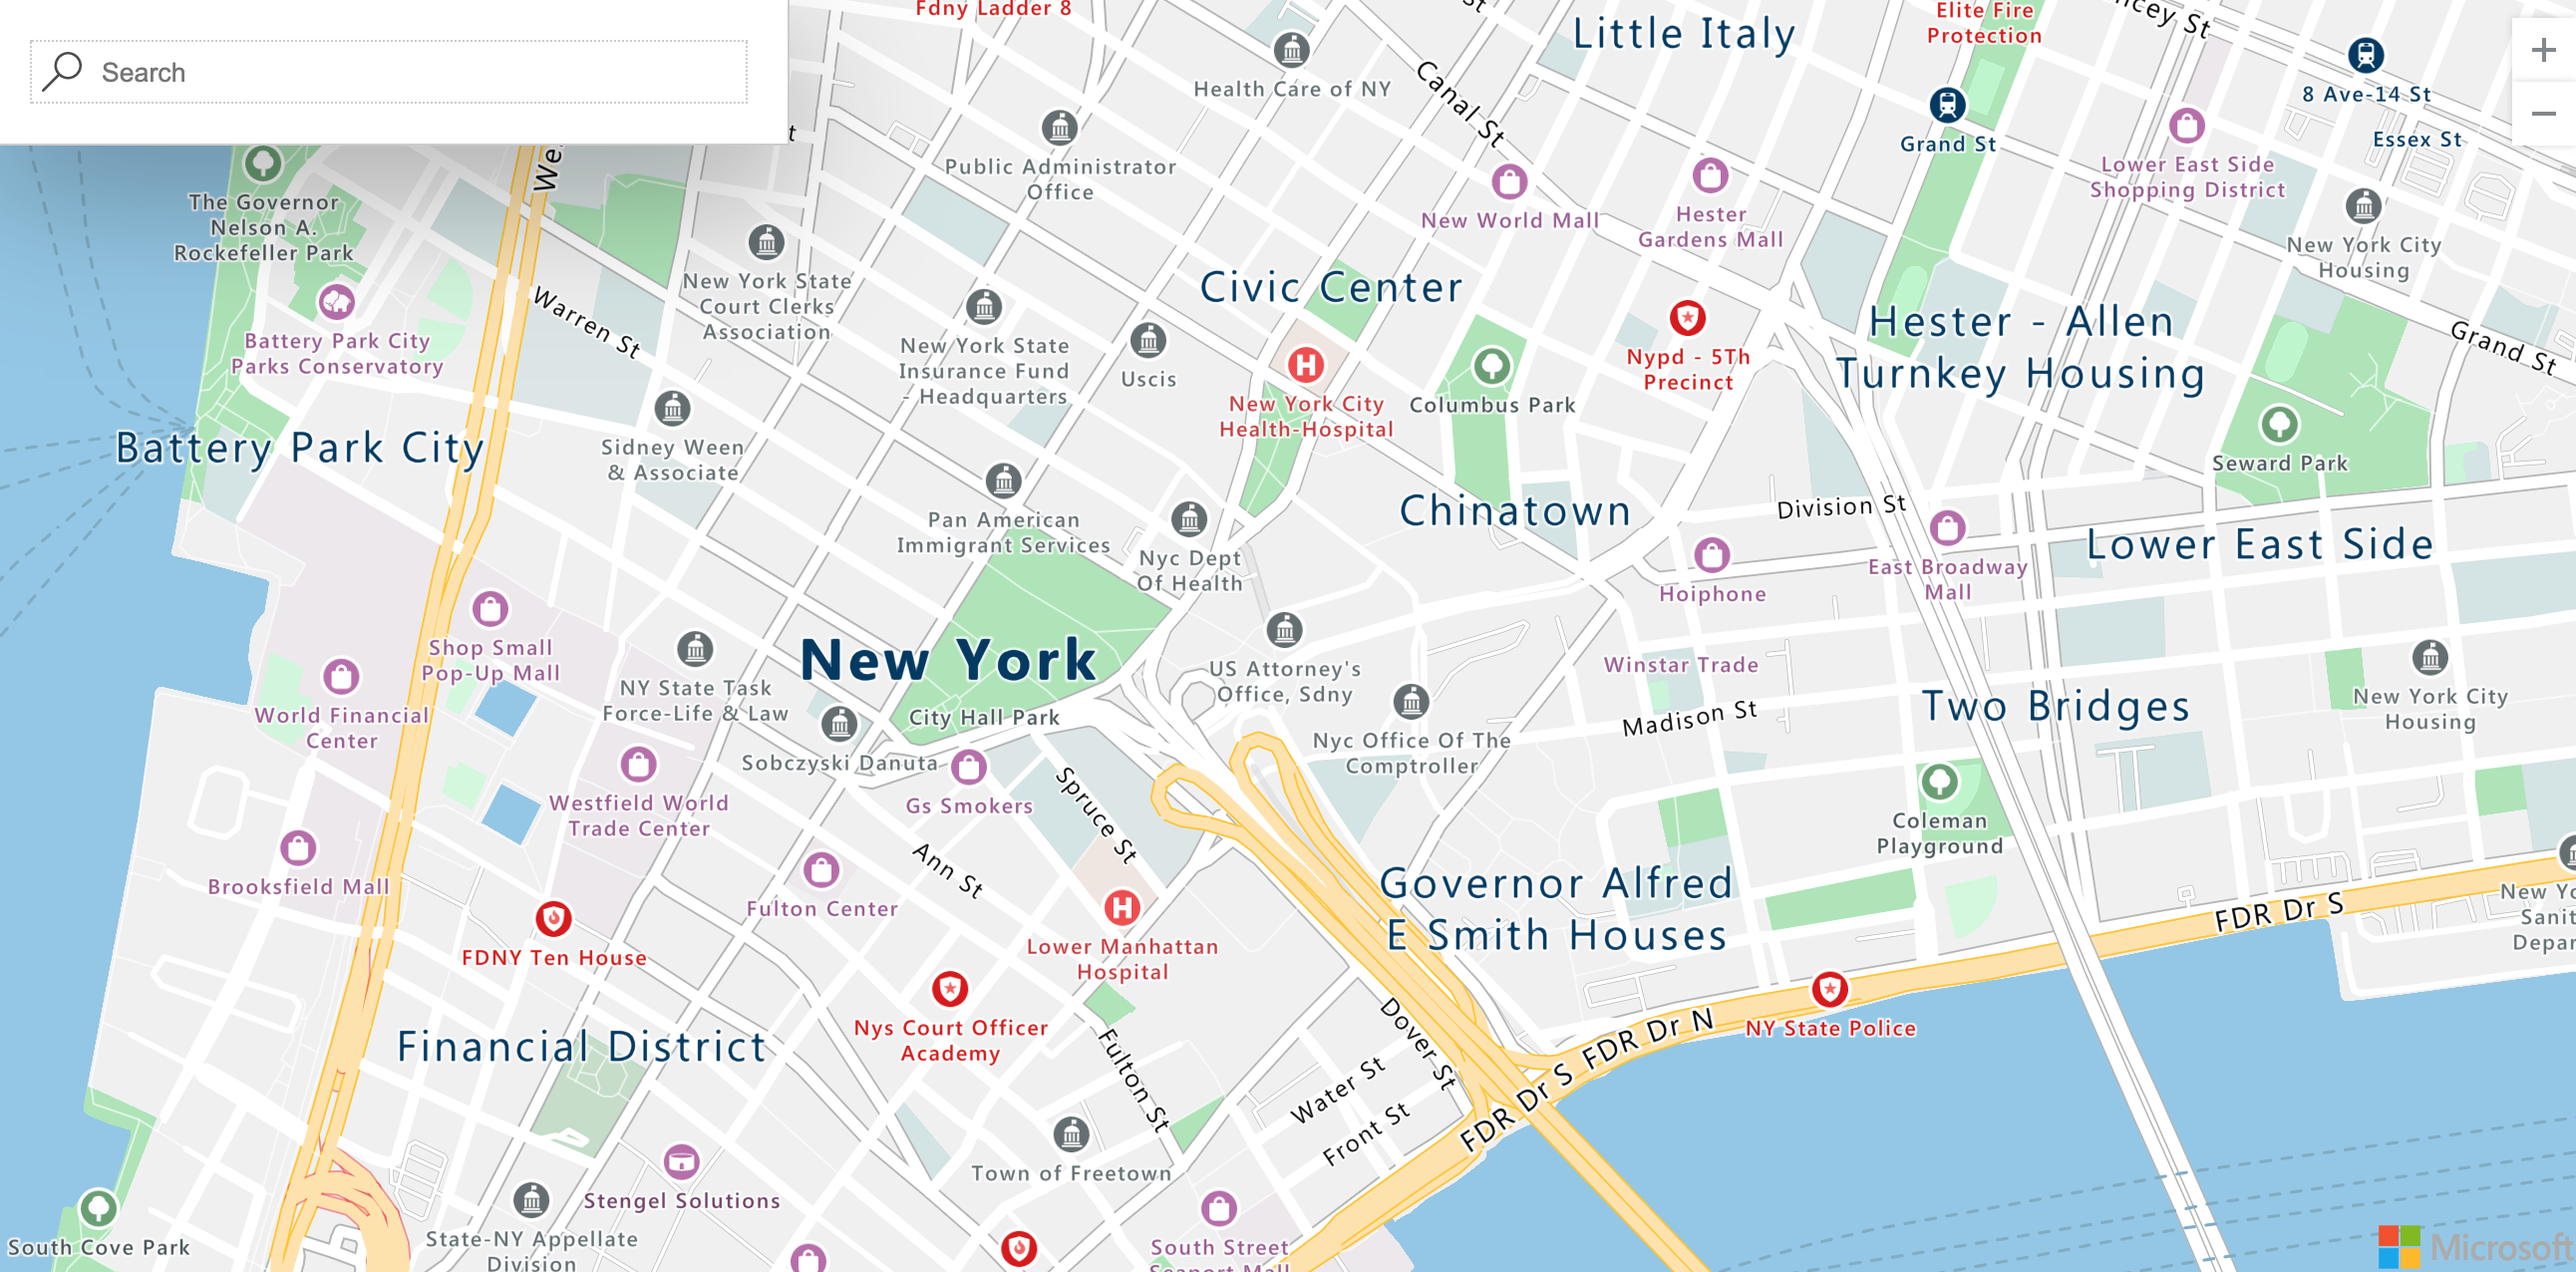 Search
Fdny Ladder 8
Little Italy
Elite Fire
Protection
St
Health Care of NY
Canal St
Public Administrator
Office
Grand St
8 Ave-14 St
Essex St
Lower East Side
Shopping District
New World Mall
Hester
Gardens Mall
New York City
Housing
The Governor
Nelson A.
Rockefeller Park
New York State
Court Clerks
Association
Civic Center
Battery Park City
Parks Conservatory
Warren St
New York State
Insurance Fund
- Headquarters
Uscis
Nypd - 5Th
Precinct
Hester - Allen
Turnkey Housing
Grand St
New York City
Health-Hospital
Columbus Park
Battery Park City
Sidney Ween
& Associate
Seward Park
Pan American
Immigrant Services
Chinatown
Division St
Nyc Dept
Of Health
Hoiphone
East Broadway
Mall
Lower East Side
Shop Small
Pop-Up Mall
New York
US Attorney's
Office, Sdny
Winstar Trade
World Financial
Center
NY State Task
Force-Life & Law
City Hall Park
Madison St
Two Bridges
New York City
Housing
Sobczyski Danuta
Nyc Office Of The
Comptroller
Westfield World
Trade Center
Gs Smokers
Spruce St
Coleman
Playground
Brooksfield Mall
Ann St
Fulton Center
Governor Alfred
E Smith Houses
FDR Dr S
FDNY Ten House
Lower Manhattan
Hospital
Nys Court Officer
Academy
Financial District
Fulton St
Dover St
FDR Dr N
NY State Police
Water St
Front St
FDR Dr S
Town of Freetown
Stengel Solutions
State-NY Appellate
Division
South Cove Park
South Street
Seaport Mall
Microsoft